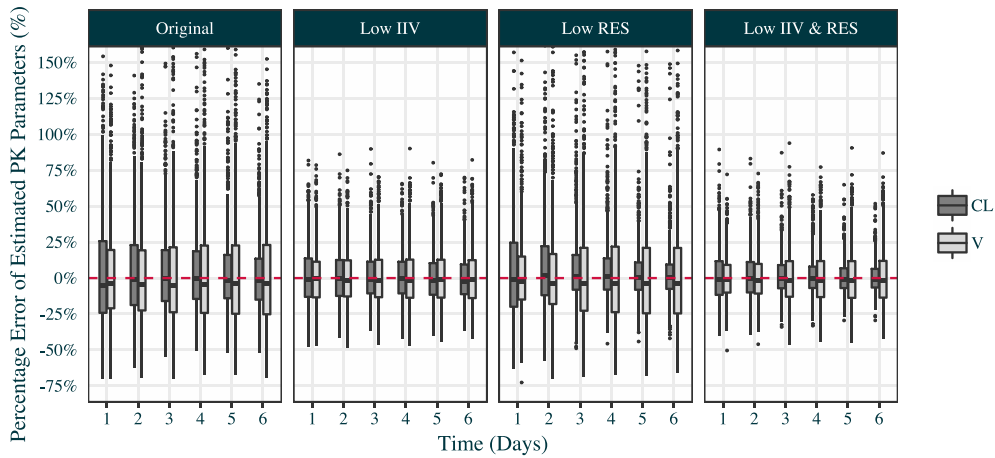 Original Low IIV Low RES Low IIV & RES
Percentage Error of Estimated PK Parameters (%)
150%
125%
100%
75%
50%
25%
0%
-25%
-50%
-75%
CL
V
1 2 3 4 5 6 1 2 3 4 5 6 1 2 3 4 5 6 1 2 3 4 5 6
Time (Days)